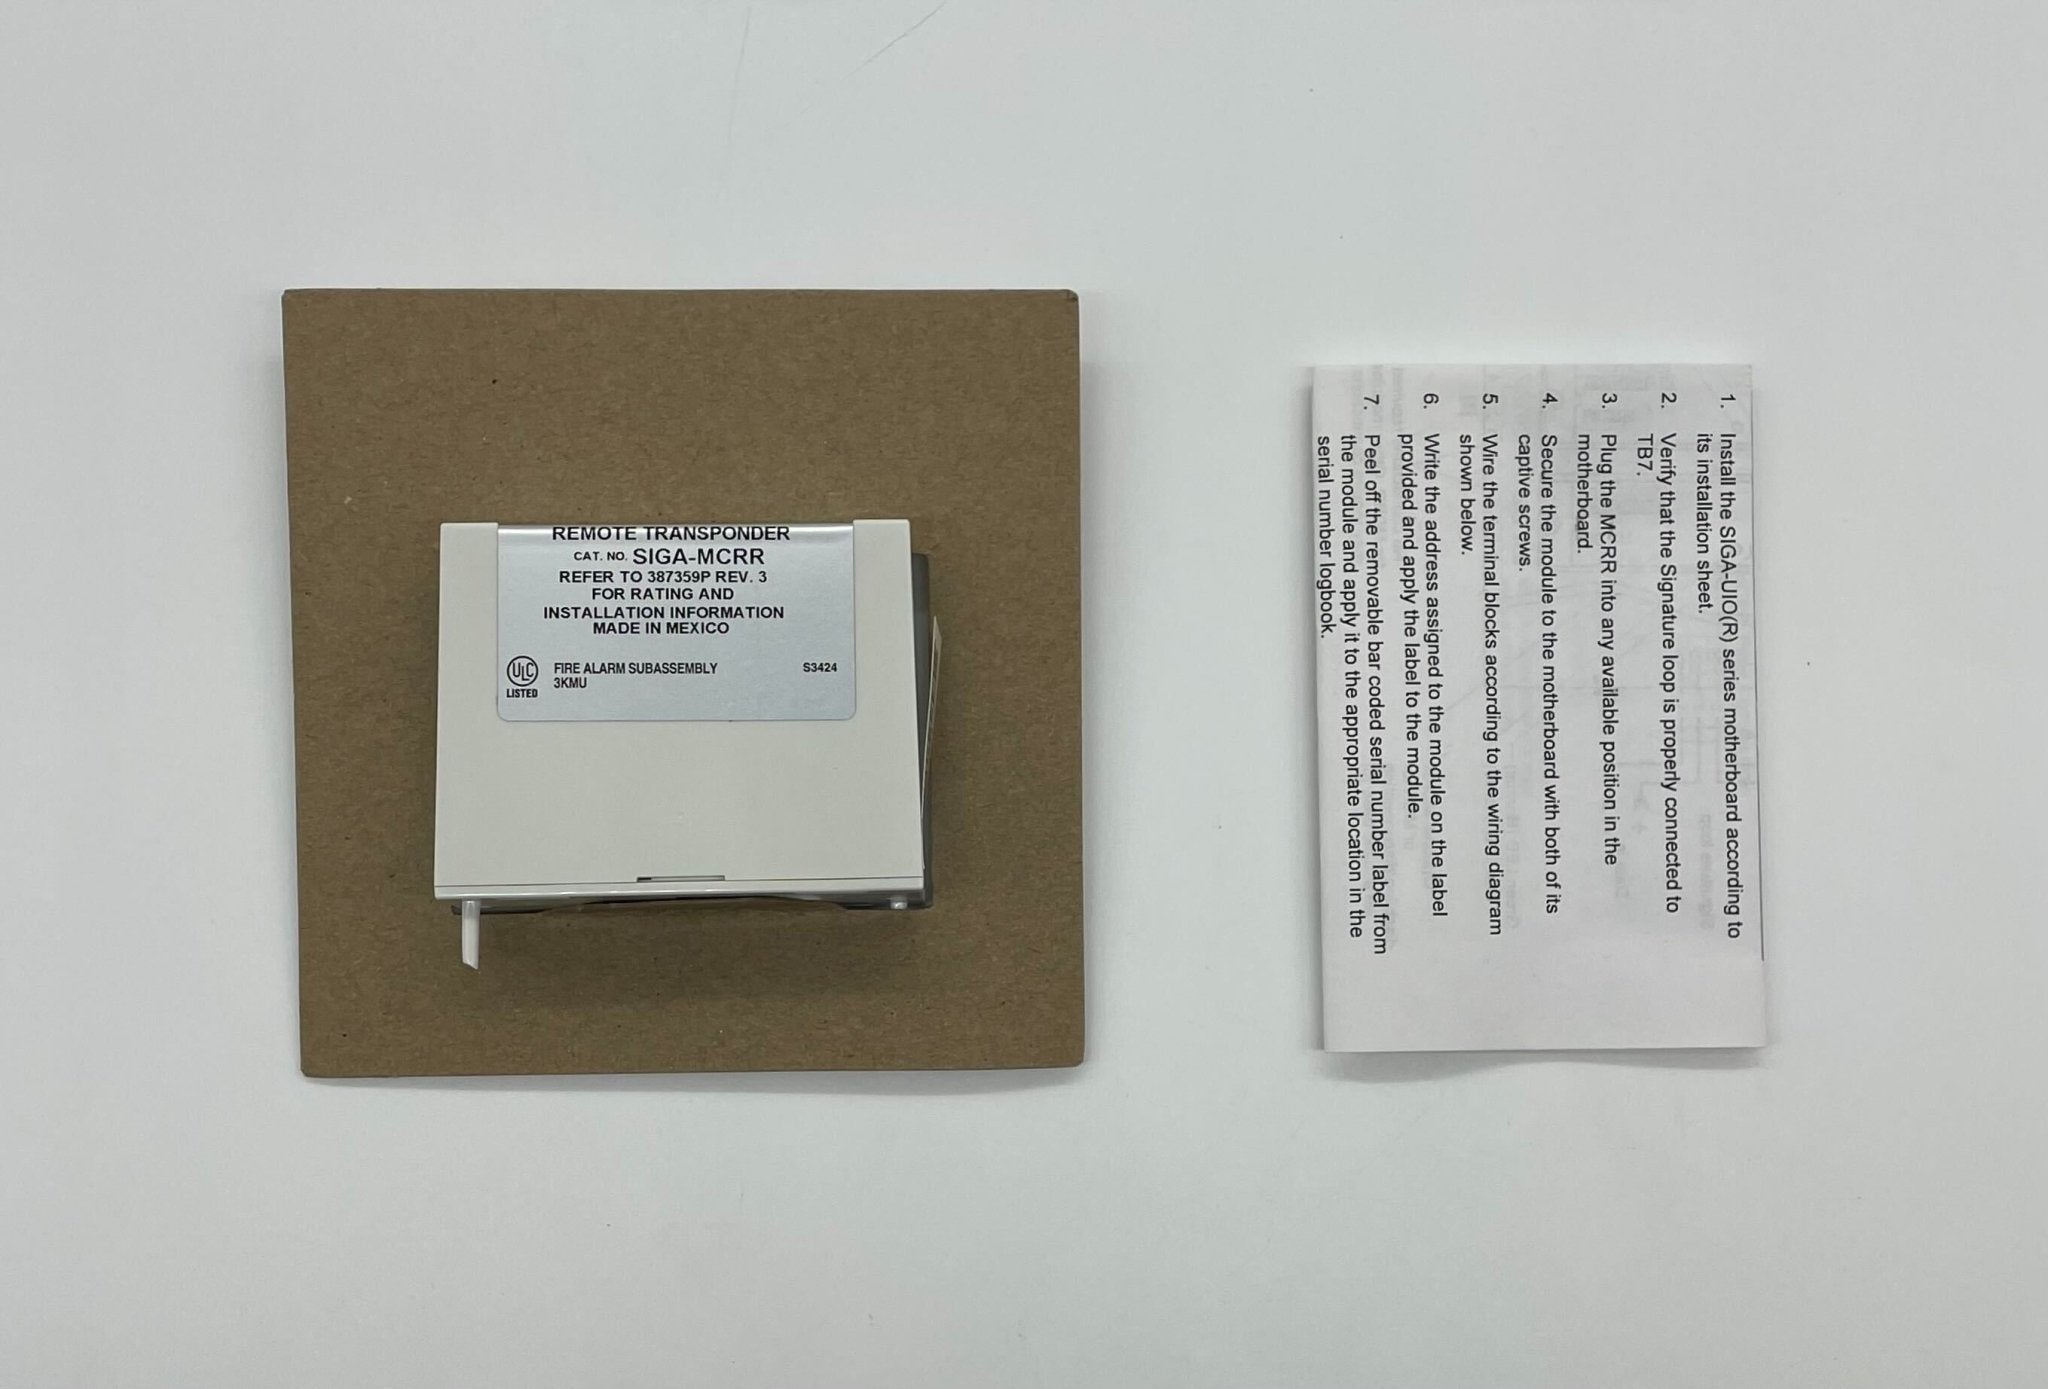 REMOTE TRANSPONDER
CAT. NO. SIGA-MCRR
REFER TO 387359P REV. 3
FOR RATING AND
INSTALLATION INFORMATION
MADE IN MEXICO
ULC
LISTED
FIRE ALARM SUBASSEMBLY
3KMU
S3424
1. Install the SIGA-UIO(R) series motherboard according to
its installation sheet.
2. Verify that the Signature loop is properly connected to
TB7.
3. Plug the MCRR into any available position in the
motherboard.
4. Secure the module to the motherboard with both of its
captive screws.
5. Wire the terminal blocks according to the wiring diagram
shown below.
6. Write the address assigned to the module on the label
provided and apply the label to the module.
7. Peel off the removable bar coded serial number label from
the module and apply it to the appropriate location in the
serial number logbook.